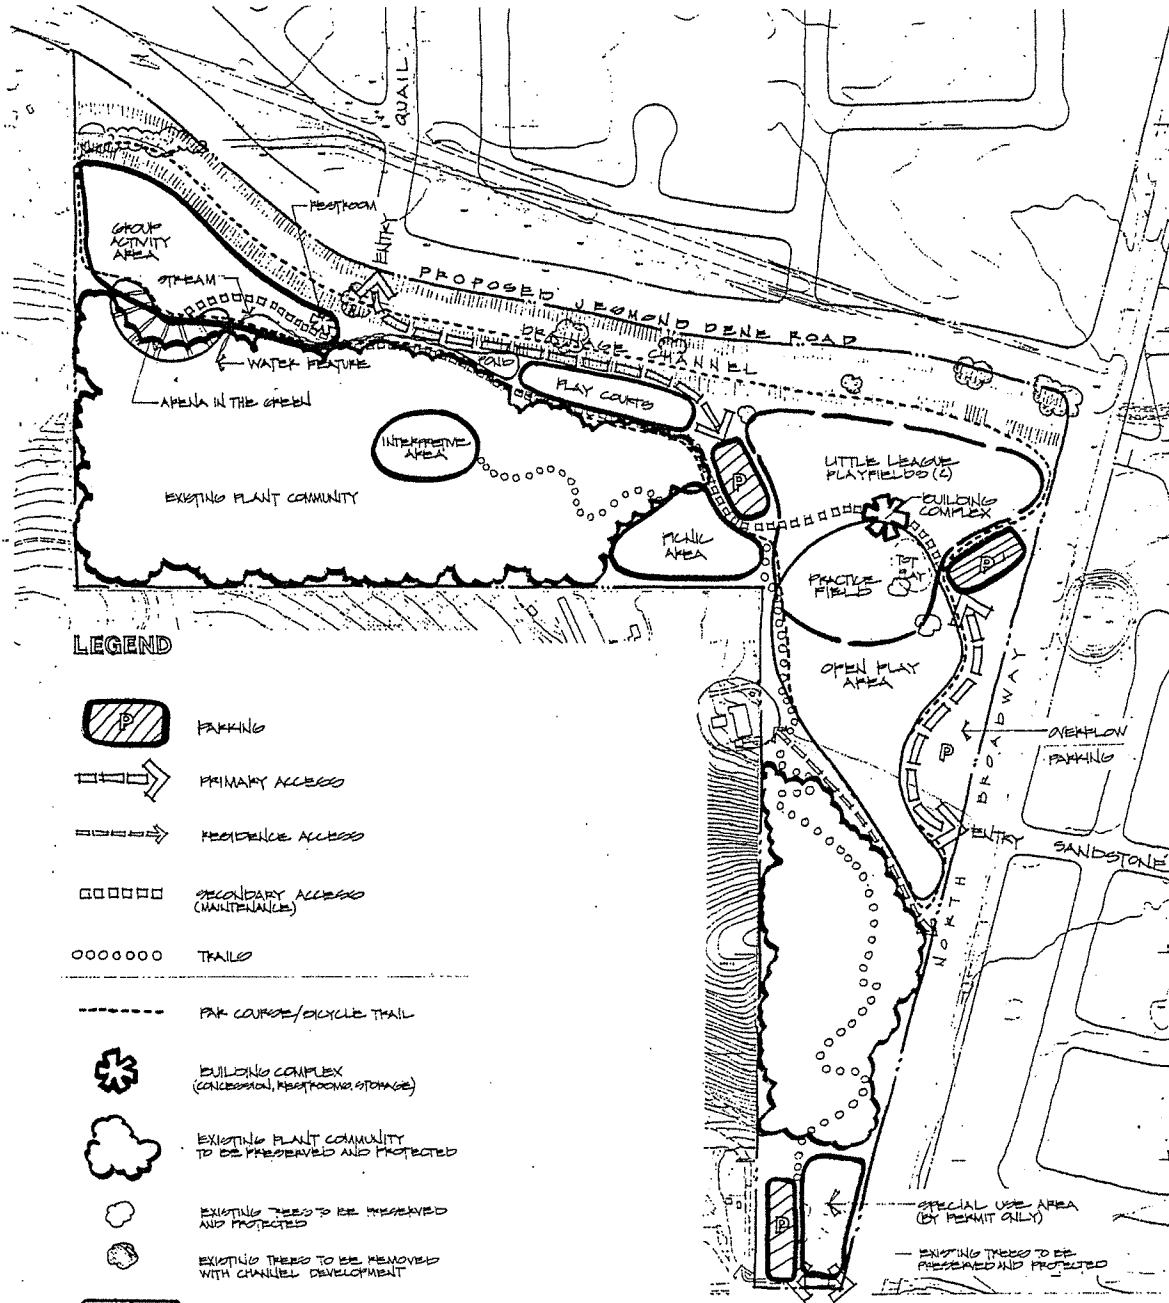 QUAIL
RESTROOM
ENTRY
GROUP
ACTIVITY
AREA
STREAM
PROPOSED JESMOND DENE ROAD
DRAINAGE CHANNEL
WATER FEATURE
POND
PLAY COURTS
ARENA IN THE GREEN
INTERPRETIVE
AREA
LITTLE LEAGUE
PLAYFIELDS (2)
P
BUILDING
COMPLEX
EXISTING PLANT COMMUNITY
PICNIC
AREA
TOT
PLAY
P
PRACTICE
FIELD
OPEN PLAY
AREA
OVERFLOW
PARKING
P
NORTH BROADWAY
ENTRY
SANDSTONE
LEGEND
P
PARKING
PRIMARY ACCESS
RESIDENCE ACCESS
SECONDARY ACCESS
(MAINTENANCE)
TRAILS
PAR COURSE/BICYCLE TRAIL
BUILDING COMPLEX
(CONCESSION, RESTROOMS, STORAGE)
EXISTING PLANT COMMUNITY
TO BE PRESERVED AND PROTECTED
EXISTING TREES TO BE PRESERVED
AND PROTECTED
EXISTING TREES TO BE REMOVED
WITH CHANNEL DEVELOPMENT
P
SPECIAL USE AREA
(BY PERMIT ONLY)
EXISTING TREES TO BE
PRESERVED AND PROTECTED